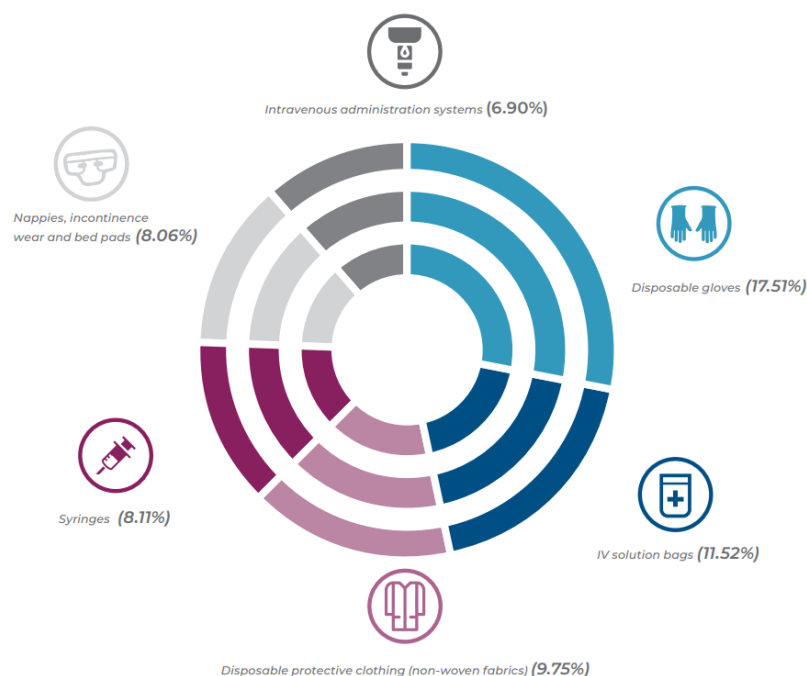 Intravenous administration systems (6.90%)
Nappies, incontinence
wear and bed pads (8.06%)
Disposable gloves (17.51%)
Syringes (8.11%)
IV solution bags (11.52%)
Disposable protective clothing (non-woven fabrics) (9.75%)